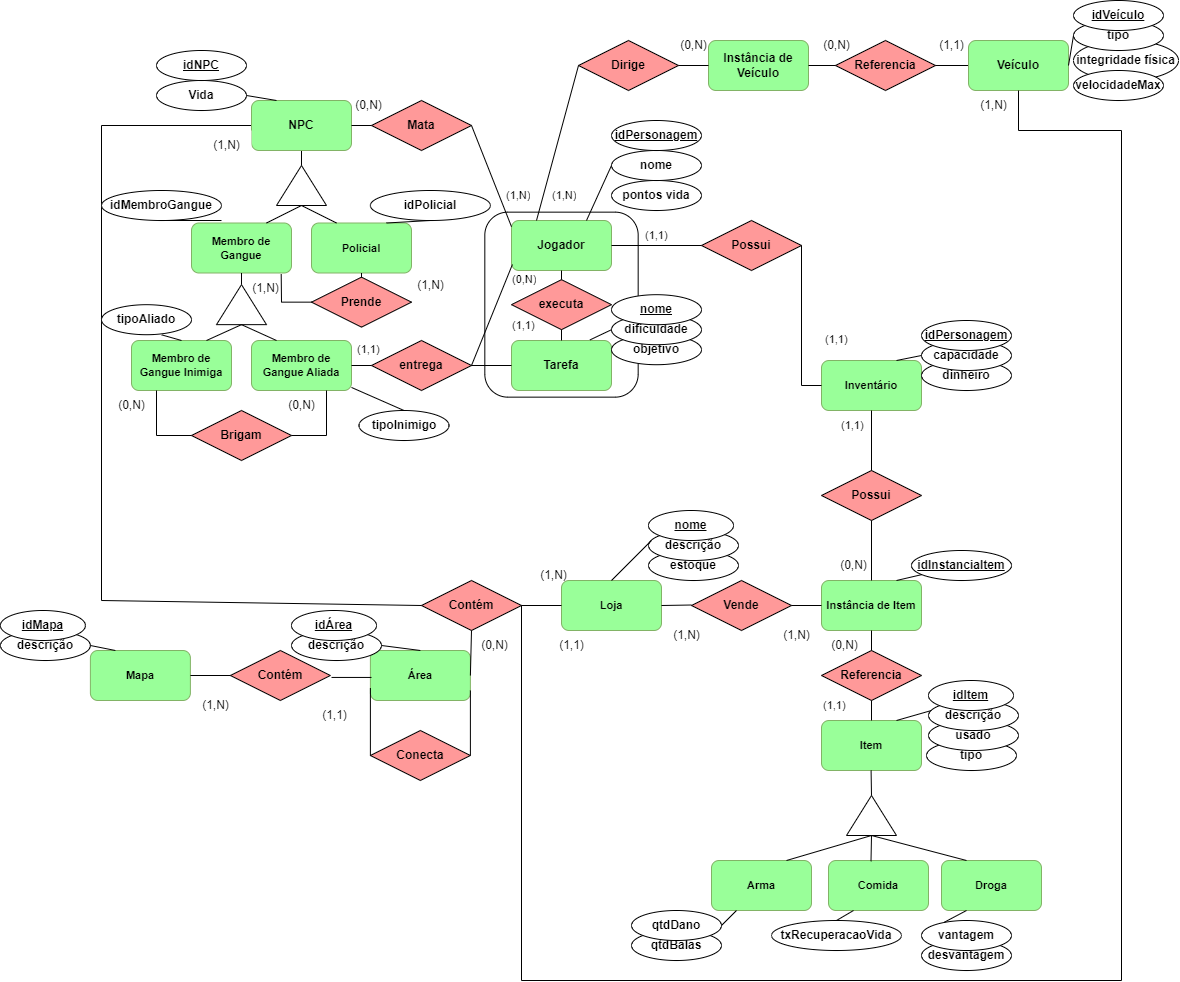 idVeículo
tipo
integridade física
velocidadeMax
(0,N)
Dirige
Instância de
Veículo
(0,N)
Referencia
(1,1)
Veículo
(1,N)
idNPC
Vida
(0,N)
NPC
Mata
(1,N)
idPersonagem
nome
pontos vida
(1,N)
(1,N)
idMembroGangue
idPolicial
Membro de
Gangue
Policial
Jogador
(1,1)
Possui
(1,N)
Prende
(1,N)
(0,N)
executa
(1,1)
nome
dificuldade
objetivo
tipoAliado
Membro de
Gangue Inimiga
Membro de
Gangue Aliada
(1,1)
entrega
Tarefa
(1,1)
idPersonagem
capacidade
dinheiro
Inventário
(0,N)
(0,N)
Brigam
tipoInimigo
(1,1)
Possui
nome
descrição
estoque
(0,N)
idInstanciaItem
(1,N)
Contém
Loja
Vende
Instância de Item
(0,N)
(1,1)
(1,N)
(1,N)
(0,N)
idMapa
descrição
idÁrea
descrição
Mapa
Contém
Área
(1,N)
(1,1)
Conecta
Referencia
(1,1)
idItem
descrição
usado
tipo
Item
Arma
Comida
Droga
qtdDano
qtdBalas
txRecuperacaoVida
vantagem
desvantagem